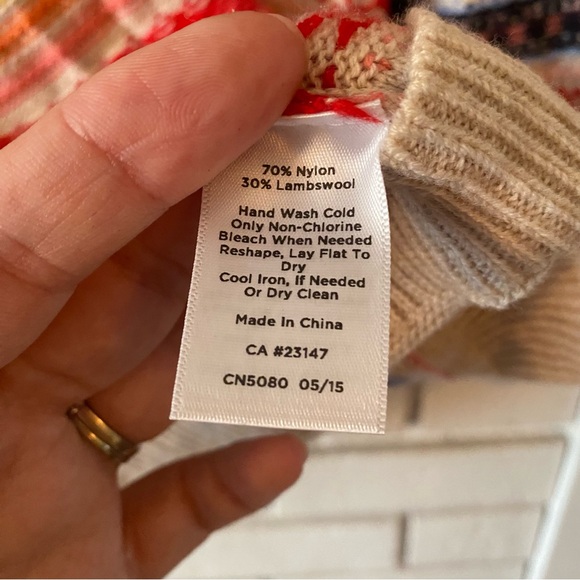 70% Nylon
30% Lambswool
Hand Wash Cold
Only Non-Chlorine
Bleach When Needed
Reshape, Lay Flat To
Dry
Cool Iron, If Needed
Or Dry Clean
Made In China
CA #23147
CN5080 05/15